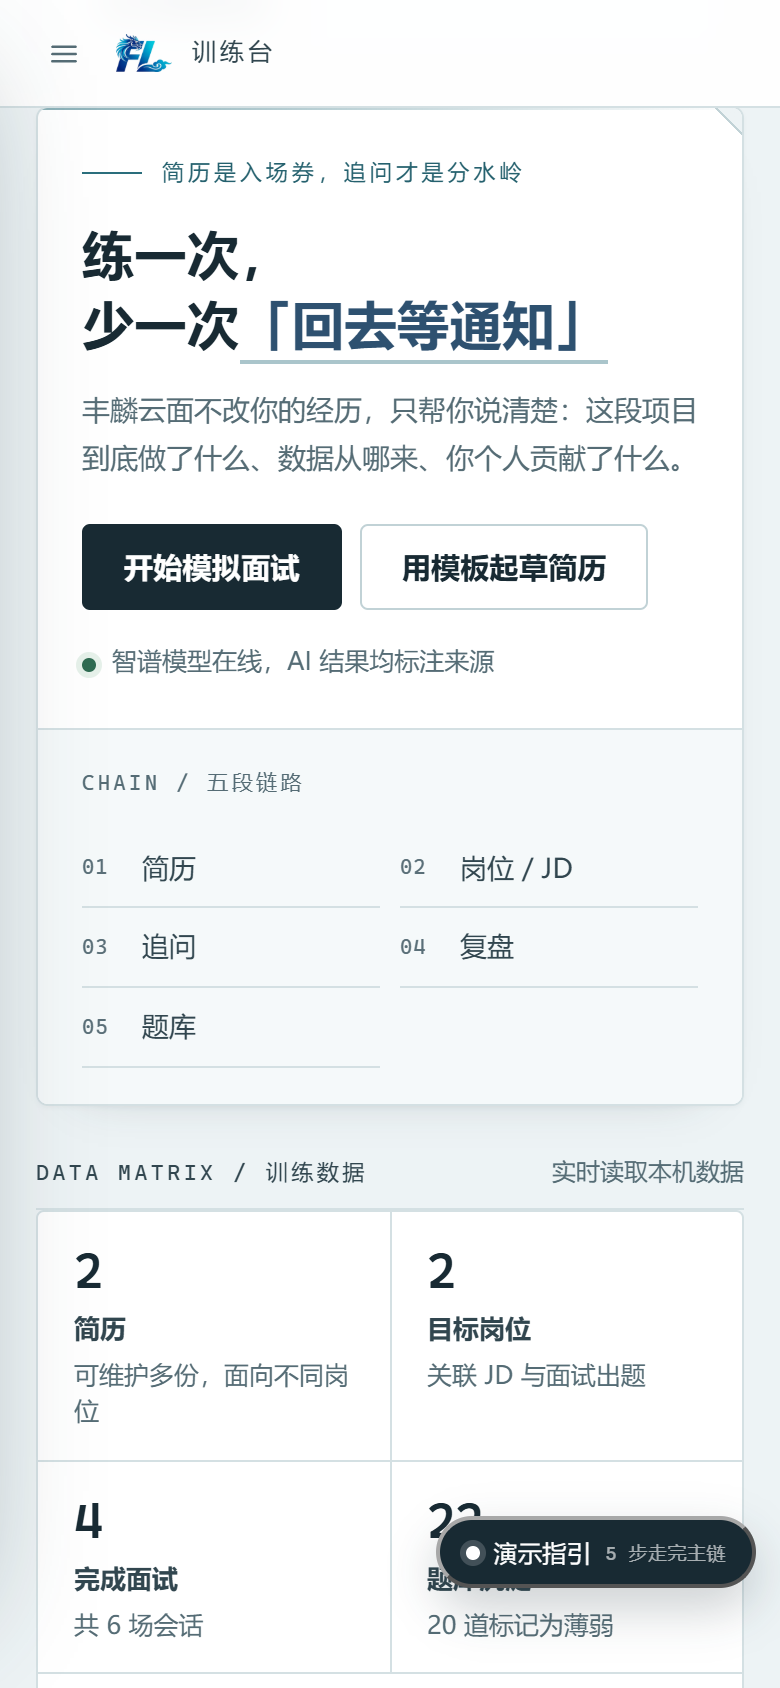 FL 训练台
简历是入场券，追问才是分水岭
练一次，
少一次「回去等通知」
丰麟云面不改你的经历，只帮你说清楚：这段项目
到底做了什么、数据从哪来、你个人贡献了什么。
开始模拟面试 用模板起草简历
智谱模型在线，AI 结果均标注来源
CHAIN / 五段链路
01 简历 02 岗位 / JD
03 追问 04 复盘
05 题库
DATA MATRIX / 训练数据 实时读取本机数据
2
简历
可维护多份，面向不同岗
位
2
目标岗位
关联 JD 与面试出题
4
完成面试
共 6 场会话
20 道标记为薄弱
演示指引 5 步走完主链